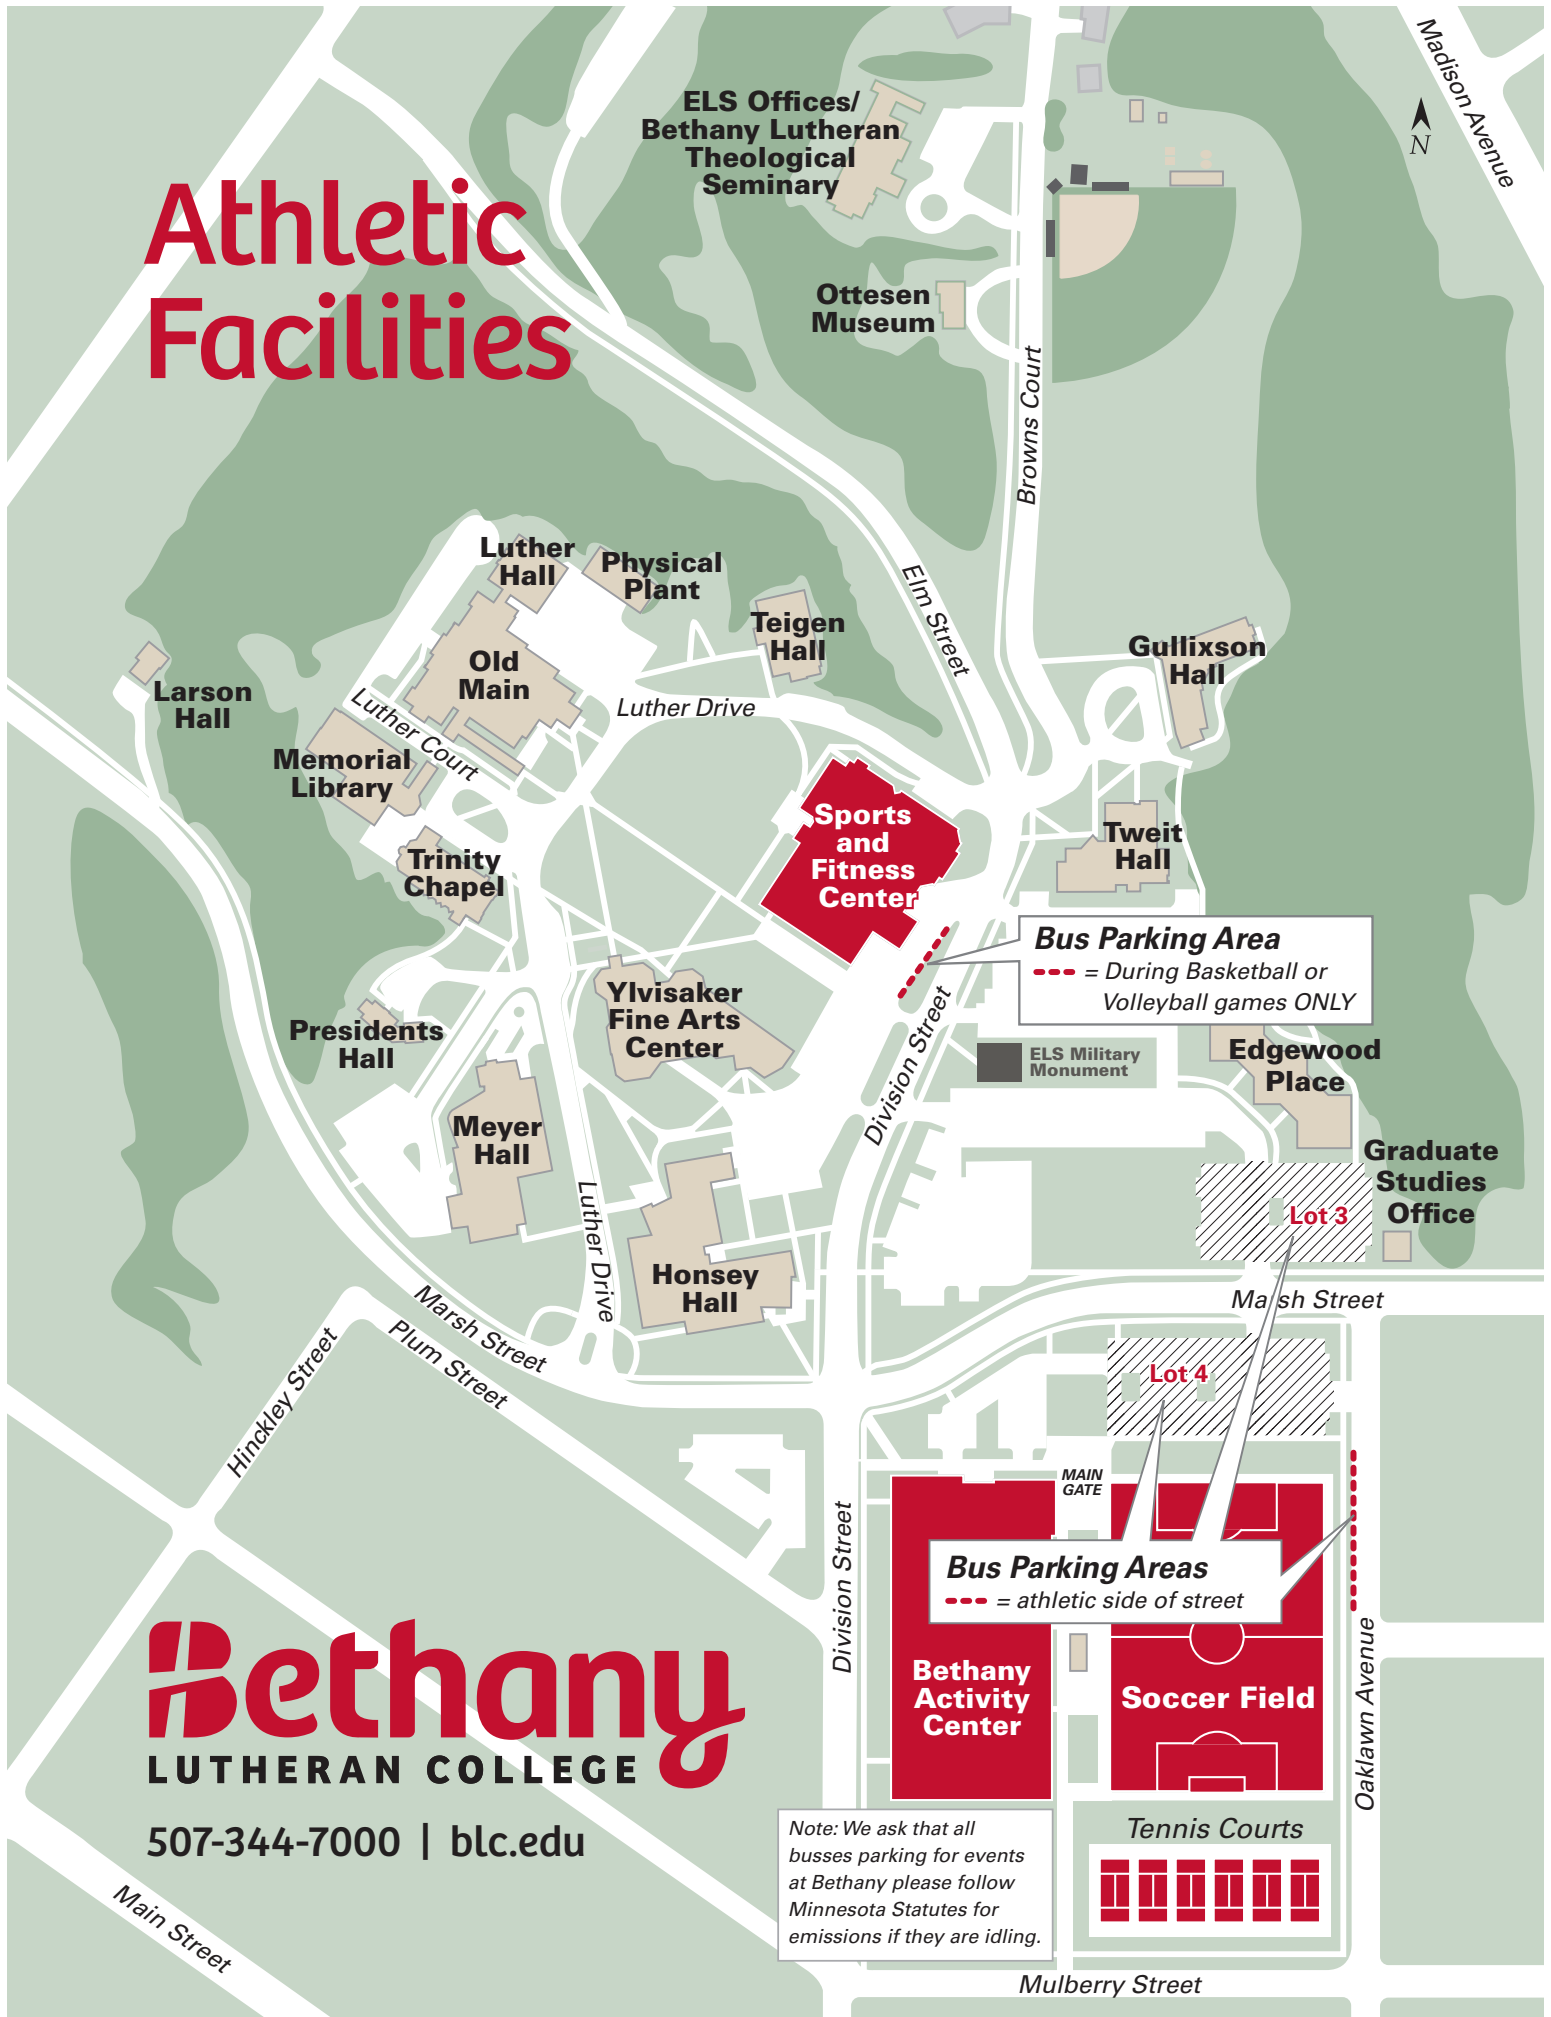 Madison Avenue
ELS Offices/
Bethany Lutheran
Theological
Seminary
N
Athletic
Facilities
Ottesen
Museum
Browns Court
Luther
Hall
Physical
Plant
Elm Street
Teigen
Hall
Gullixson
Hall
Old
Main
Larson
Hall
Luther Court
Luther Drive
Memorial
Library
Sports
and
Fitness
Center
Tweit
Hall
Trinity
Chapel
Bus Parking Area
= During Basketball or
Volleyball games ONLY
Ylvisaker
Fine Arts
Center
Division Street
Presidents
Hall
ELS Military
Monument
Edgewood
Place
Meyer
Hall
Graduate
Studies
Office
Luther Drive
Lot 3
Honsey
Hall
Marsh Street
Marsh Street
Plum Street
Hinckley Street
Lot 4
MAIN
GATE
Division Street
Bus Parking Areas
= athletic side of street
Bethany
Activity
Center
Soccer Field
Oaklawn Avenue
Bethany
LUTHERAN COLLEGE
507-344-7000 | blc.edu
Note: We ask that all
busses parking for events
at Bethany please follow
Minnesota Statutes for
emissions if they are idling.
Tennis Courts
Main Street
Mulberry Street